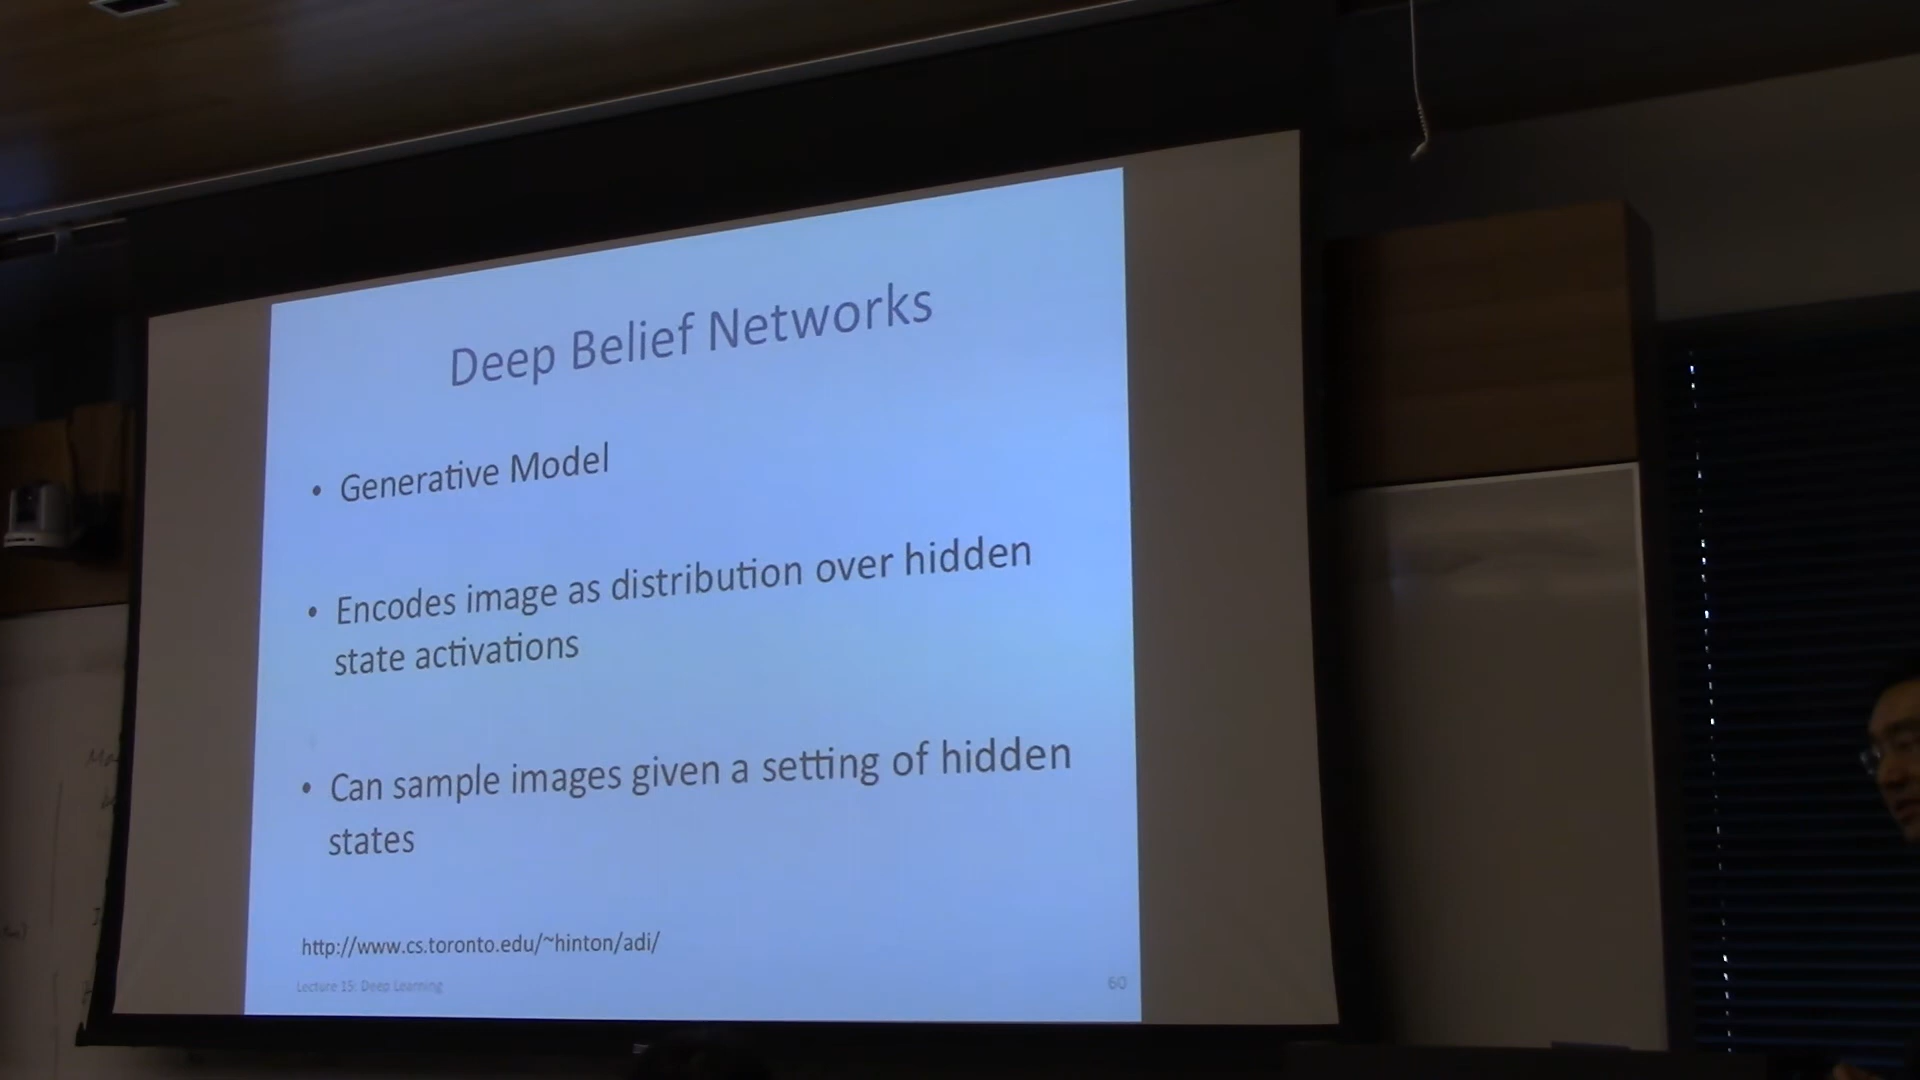 Deep Belief Networks
• Generative Model
• Encodes image as distribution over hidden
state activations
• Can sample images given a setting of hidden
states
http://www.cs.toronto.edu/~hinton/adi/
Lecture 15: Deep Learning
60